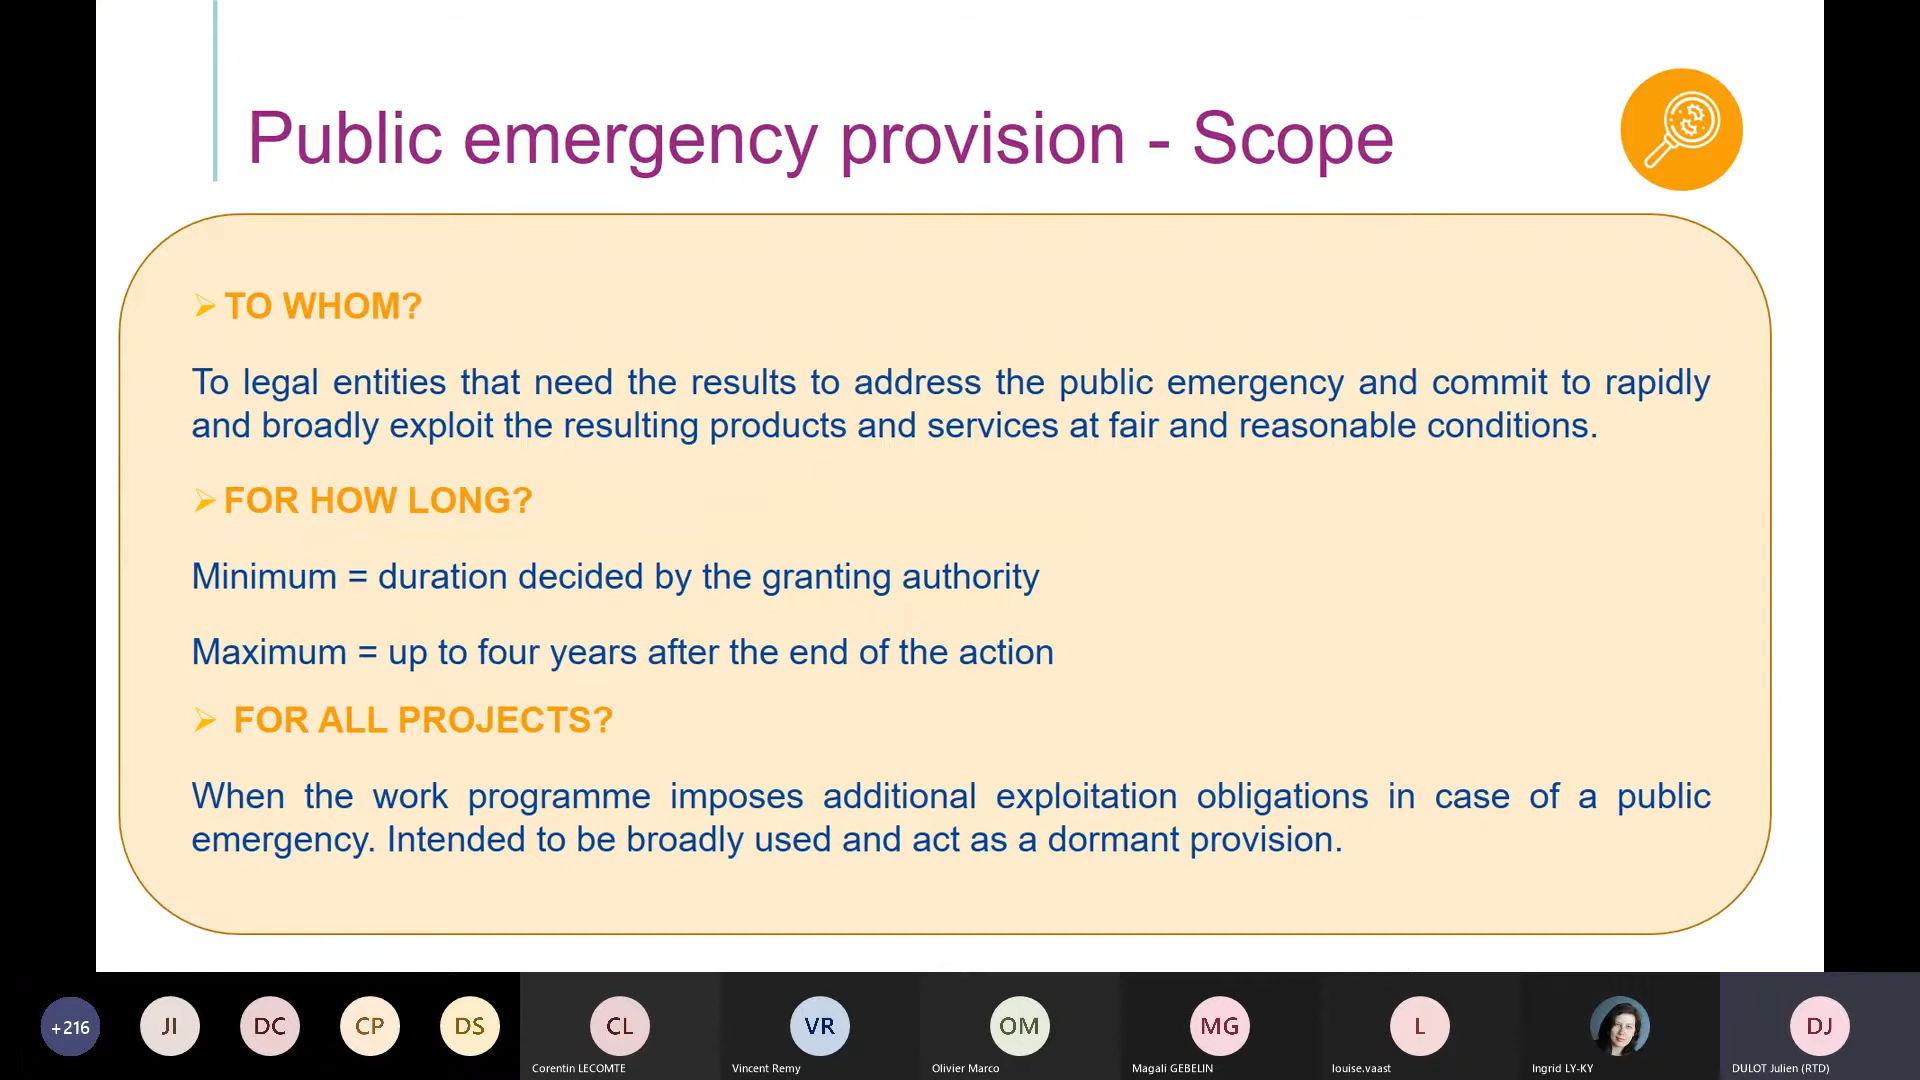 Public emergency provision - Scope
TO WHOM?
To legal entities that need the results to address the public emergency and commit to rapidly
and broadly exploit the resulting products and services at fair and reasonable conditions.
FOR HOW LONG?
Minimum = duration decided by the granting authority
Maximum = up to four years after the end of the action
FOR ALL PROJECTS?
When the work programme imposes additional exploitation obligations in case of a public
emergency. Intended to be broadly used and act as a dormant provision.
+216 JI DC CP DS CL VR OM MG L DJ
Corentin LECOMTE Vincent Remy Olivier Marco Magali GEBELIN louise.vaast Ingrid LY-KY DULOT Julien (RTD)